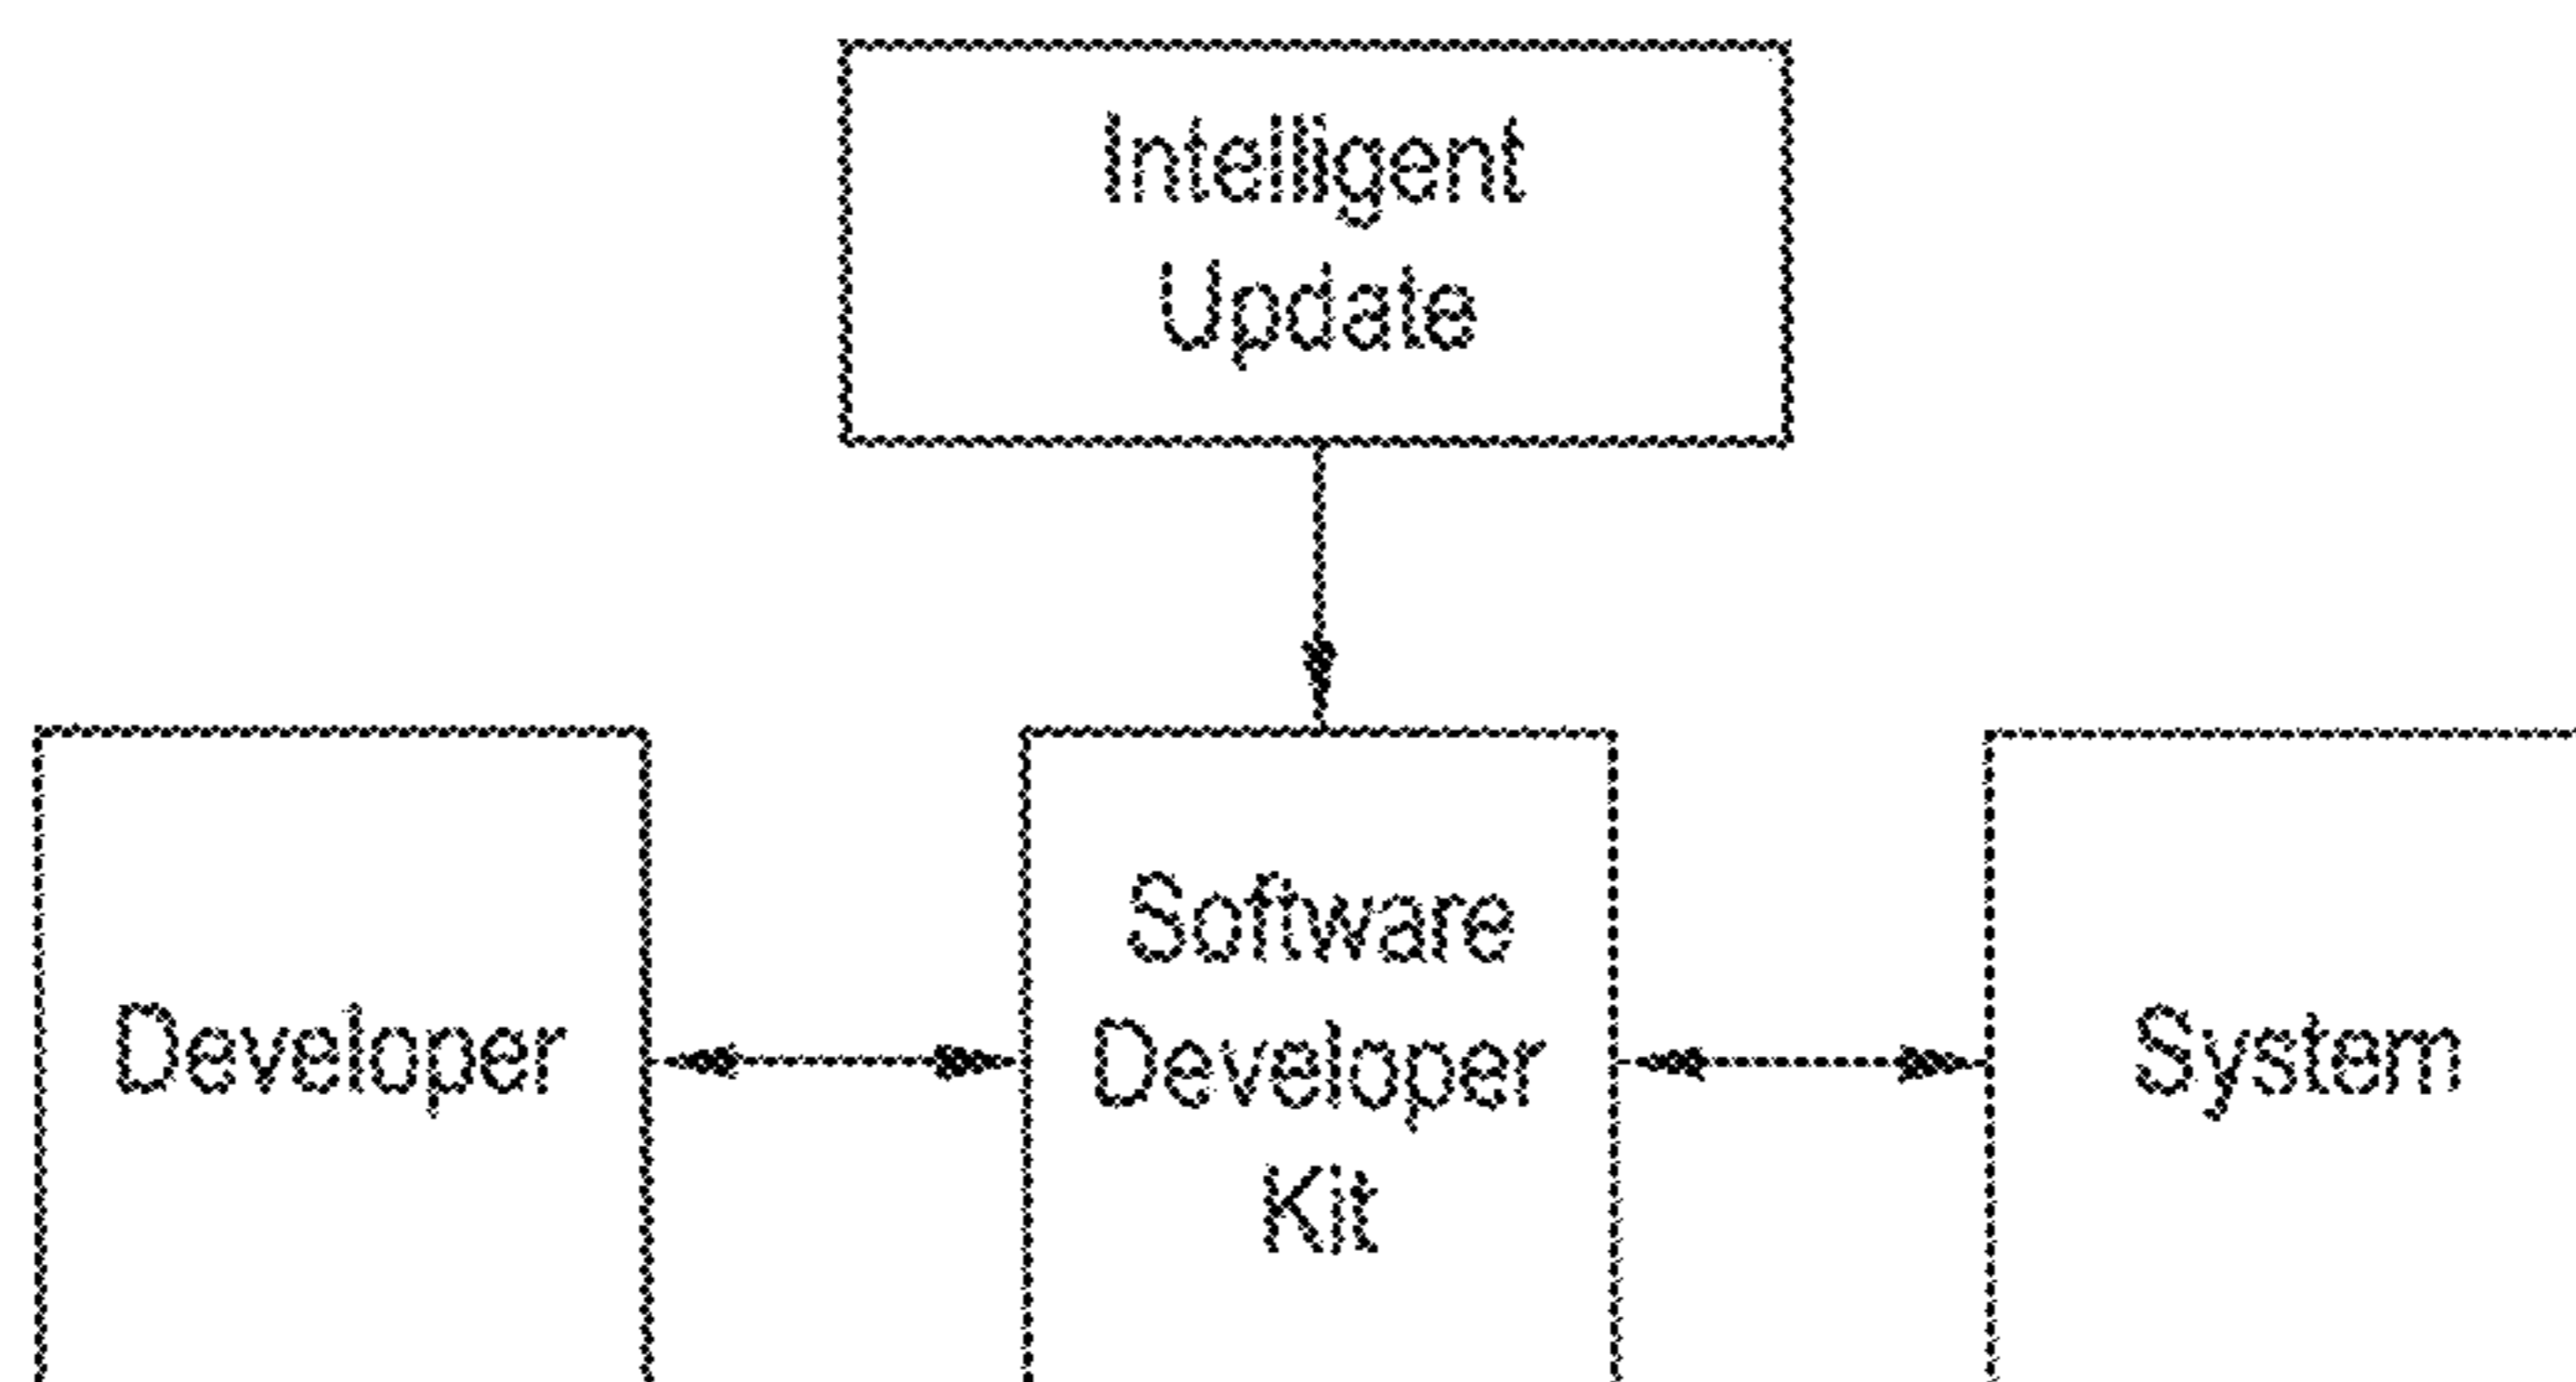 Intelligent
Update
Software
Developer
Kit
Developer
System